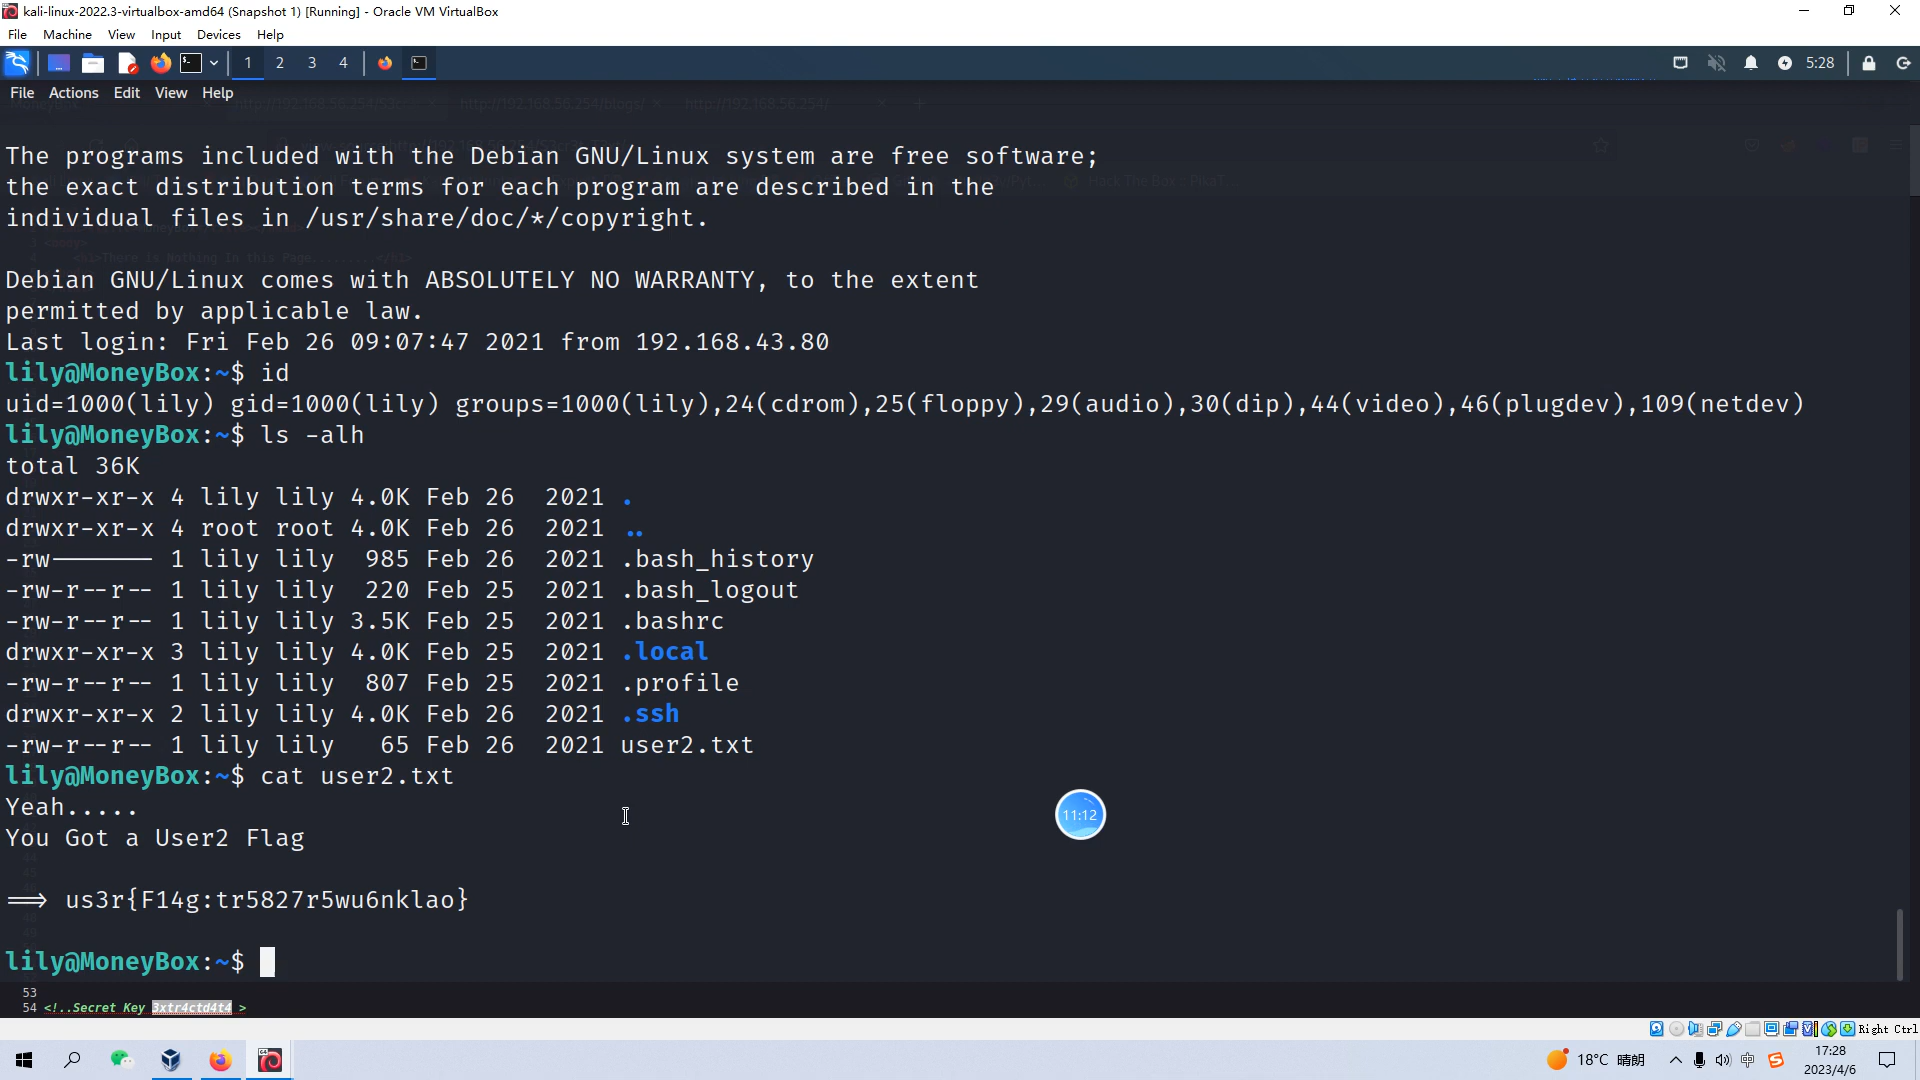 kali-linux-2022.3-virtualbox-amd64 (Snapshot 1) [Running] - Oracle VM VirtualBox
File Machine View Input Devices Help
1 2 3 4 5:28
File Actions Edit View Help
http://192.168.56.254/blogs/ http://192.168.56.254/
The programs included with the Debian GNU/Linux system are free software;
the exact distribution terms for each program are described in the
individual files in /usr/share/doc/*/copyright.
Debian GNU/Linux comes with ABSOLUTELY NO WARRANTY, to the extent
permitted by applicable law.
Last login: Fri Feb 26 09:07:47 2021 from 192.168.43.80
lily@MoneyBox:~$ id
uid=1000(lily) gid=1000(lily) groups=1000(lily),24(cdrom),25(floppy),29(audio),30(dip),44(video),46(plugdev),109(netdev)
lily@MoneyBox:~$ ls -alh
total 36K
drwxr-xr-x 4 lily lily 4.0K Feb 26  2021 .
drwxr-xr-x 4 root root 4.0K Feb 26  2021 ..
-rw------- 1 lily lily  985 Feb 26  2021 .bash_history
-rw-r--r-- 1 lily lily  220 Feb 25  2021 .bash_logout
-rw-r--r-- 1 lily lily 3.5K Feb 25  2021 .bashrc
drwxr-xr-x 3 lily lily 4.0K Feb 25  2021 .local
-rw-r--r-- 1 lily lily  807 Feb 25  2021 .profile
drwxr-xr-x 2 lily lily 4.0K Feb 26  2021 .ssh
-rw-r--r-- 1 lily lily   65 Feb 26  2021 user2.txt
lily@MoneyBox:~$ cat user2.txt
Yeah.....
You Got a User2 Flag
==> us3r{F14g:tr5827r5wu6nklao}
lily@MoneyBox:~$
11:12
53
54 <!..Secret Key 3xtr4ctd4t4 >
Right Ctrl
18°C 晴朗 中 17:28
2023/4/6